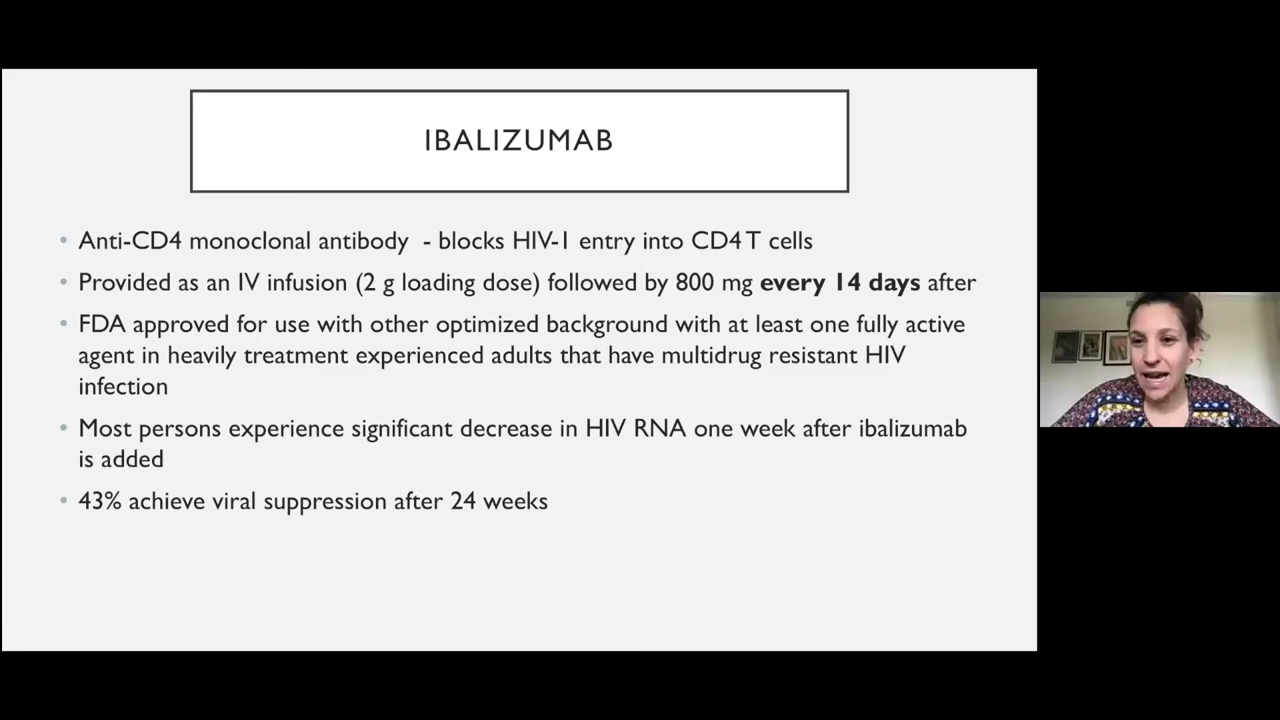 IBALIZUMAB
• Anti-CD4 monoclonal antibody - blocks HIV-1 entry into CD4 T cells
• Provided as an IV infusion (2 g loading dose) followed by 800 mg every 14 days after
• FDA approved for use with other optimized background with at least one fully active
agent in heavily treatment experienced adults that have multidrug resistant HIV
infection
• Most persons experience significant decrease in HIV RNA one week after ibalizumab
is added
• 43% achieve viral suppression after 24 weeks